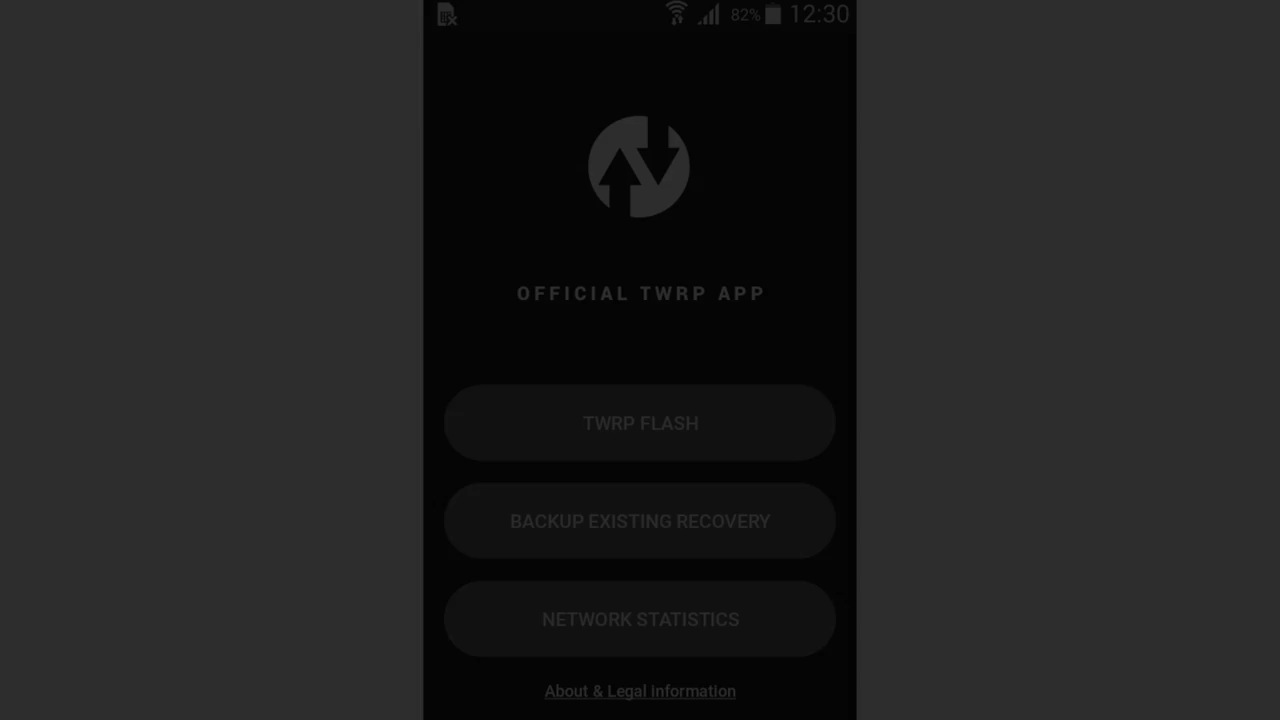 82% 12:30
OFFICIAL TWRP APP
TWRP FLASH
BACKUP EXISTING RECOVERY
NETWORK STATISTICS
About & Legal information